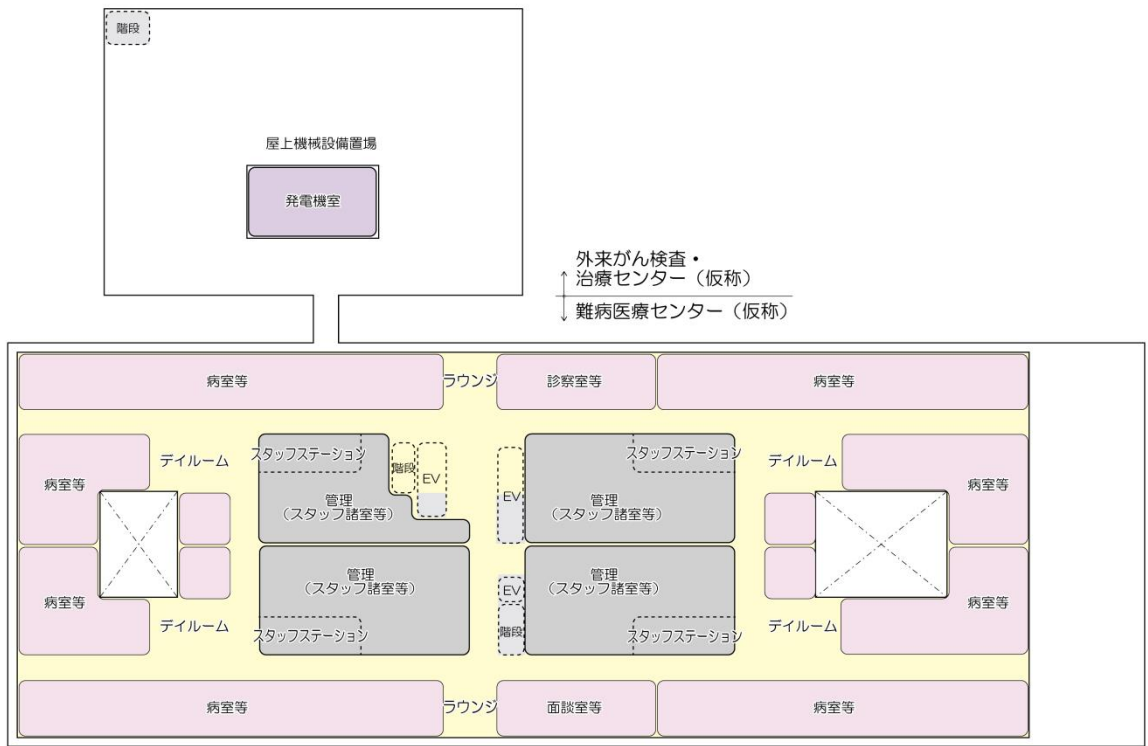 階段
屋上機械設備置場
発電機室
外来がん検査・
治療センター（仮称）
難病医療センター（仮称）
病室等
ラウンジ
診察室等
病室等
病室等
デイルーム
スタッフステーション
管理
（スタッフ諸室等）
階段
EV
EV
スタッフステーション
管理
（スタッフ諸室等）
デイルーム
病室等
病室等
デイルーム
管理
（スタッフ諸室等）
スタッフステーション
EV
階段
管理
（スタッフ諸室等）
スタッフステーション
デイルーム
病室等
病室等
ラウンジ
面談室等
病室等